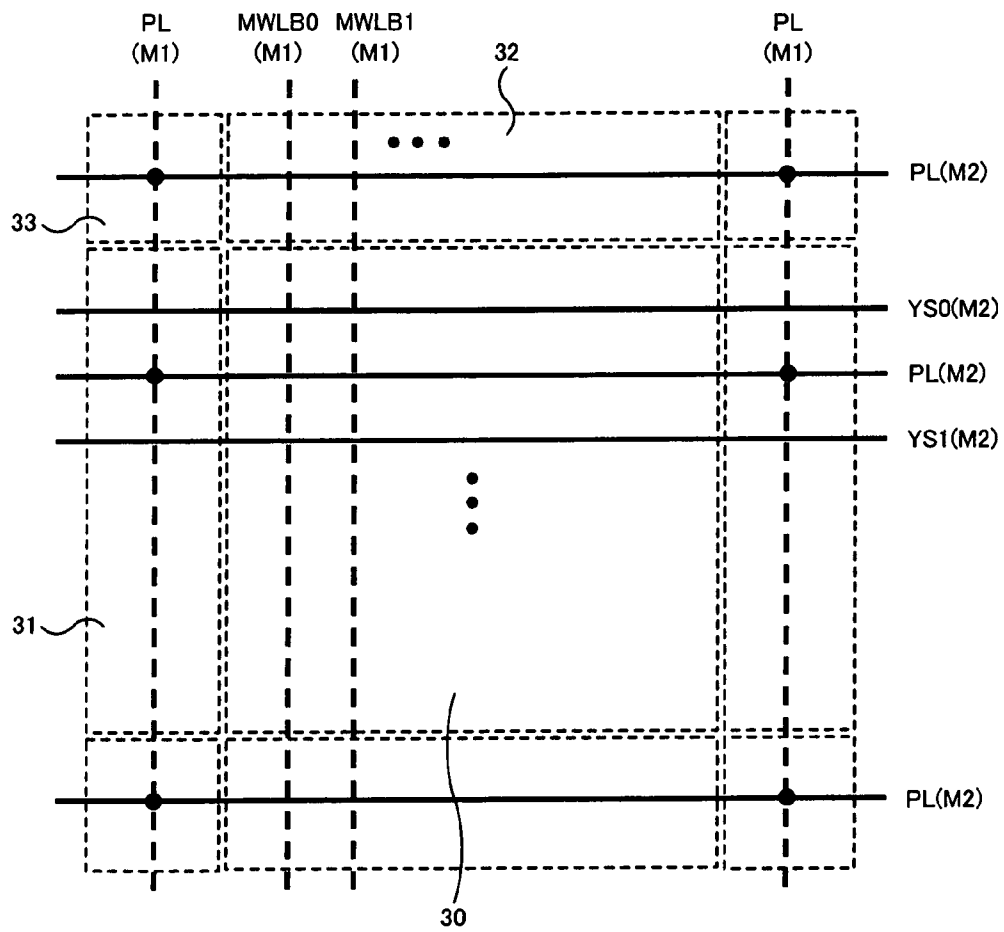 PL
(M1)
MWLB0
(M1)
MWLB1
(M1)
PL
(M1)
32
PL(M2)
33
YS0(M2)
PL(M2)
YS1(M2)
31
PL(M2)
30